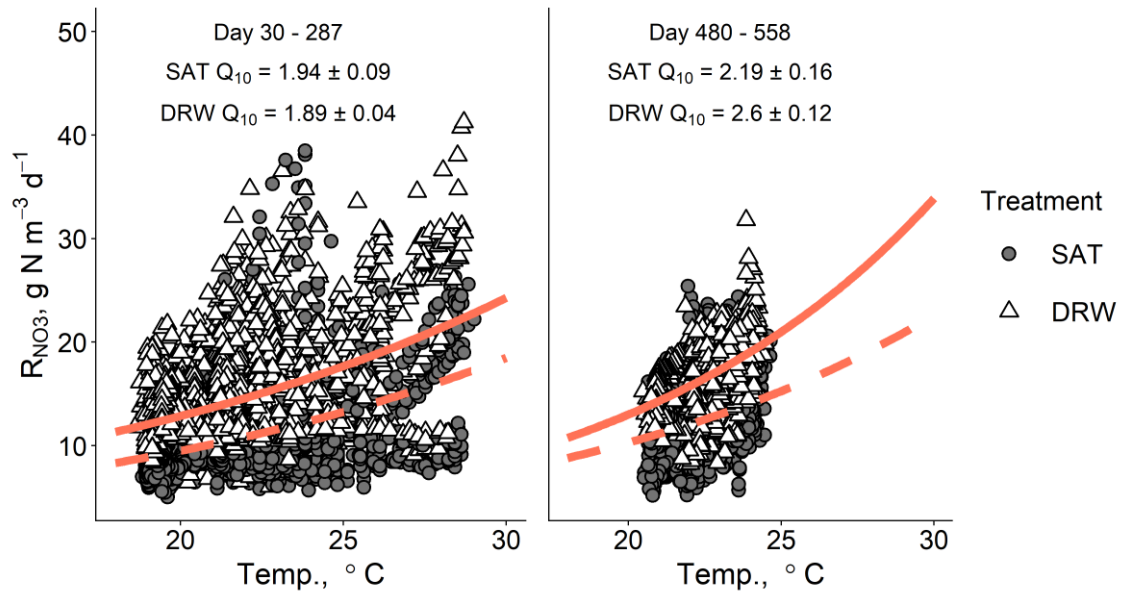 Day 30 - 287
SAT Q₁₀ = 1.94 ± 0.09
DRW Q₁₀ = 1.89 ± 0.04
Day 480 - 558
SAT Q₁₀ = 2.19 ± 0.16
DRW Q₁₀ = 2.6 ± 0.12
R_NO3, g N m⁻³ d⁻¹
50
40
30
20
10
20 25 30
20 25 30
Temp., ° C
Temp., ° C
Treatment
SAT
DRW